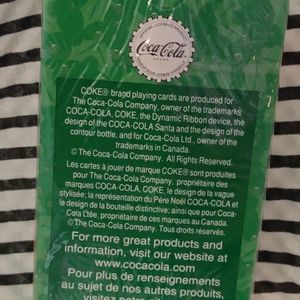 OFFICIAL LICENSED PRODUCT
Coca-Cola
BRAND
COKE® brand playing cards are produced for
The Coca-Cola Company, owner of the trademarks
COCA-COLA, COKE, the Dynamic Ribbon device, the
design of the COCA-COLA Santa and the design of the
contour bottle, and for Coca-Cola Ltd., owner of the
trademarks in Canada.
© The Coca-Cola Company. All Rights Reserved.
Les cartes à jouer de marque COKE® sont produites
pour The Coca-Cola Company, propriétaire des
marques COCA-COLA, COKE, le design de la vague
stylisée; la représentation du Père Noël COCA-COLA et
le design de la bouteille distinctive; ainsi que pour Coca-
Cola Ltée, propriétaire de ces marques au Canada.
© The Coca-Cola Company. Tous droits réservés.
For more great products and
information, visit our website at
www.cocacola.com
Pour plus de renseignements
au sujet de nos autres produits,
visitez notre site